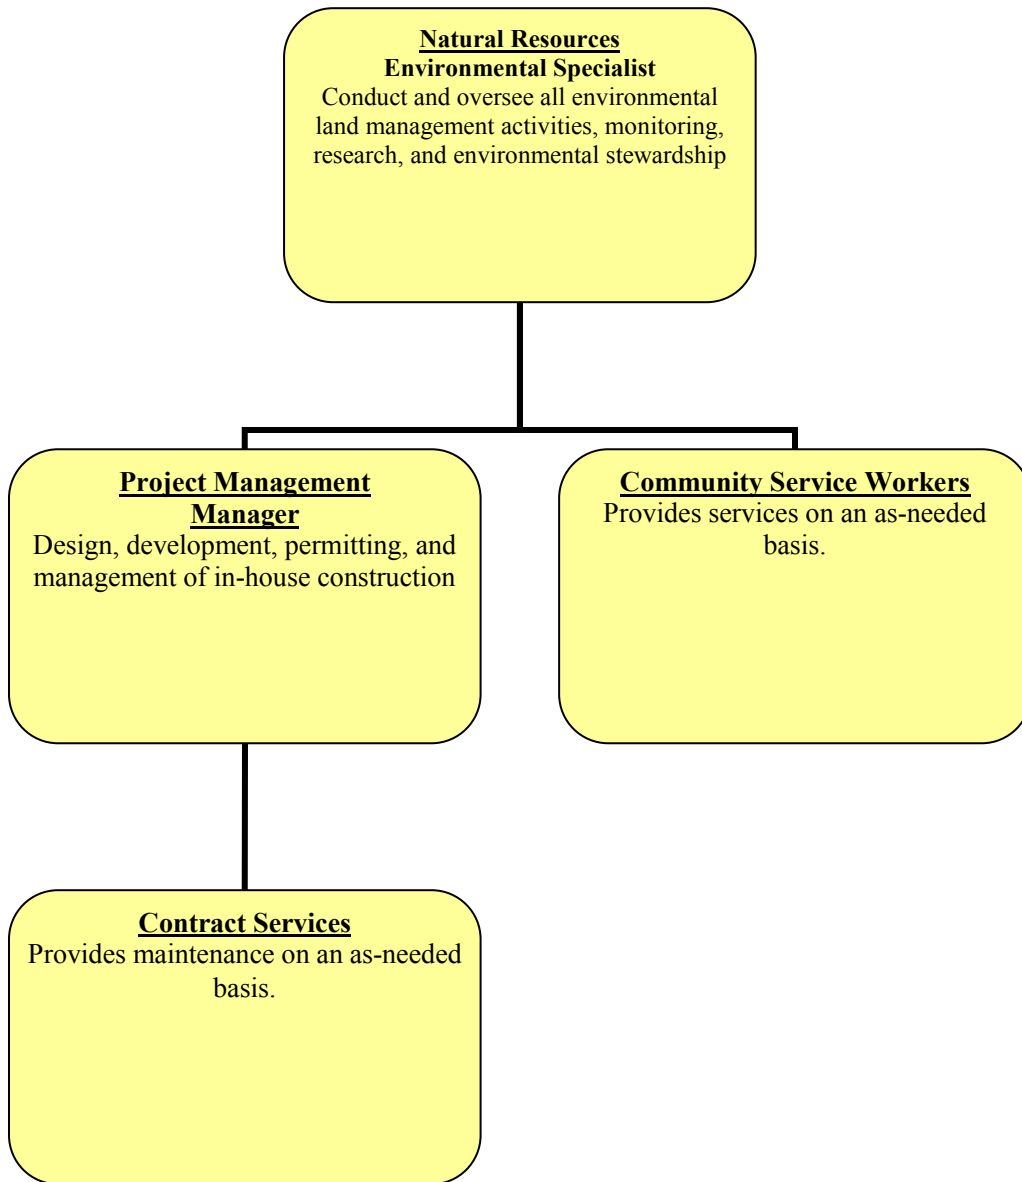 Natural Resources
Environmental Specialist
Conduct and oversee all environmental
land management activities, monitoring,
research, and environmental stewardship
Project Management
Manager
Design, development, permitting, and
management of in-house construction
Community Service Workers
Provides services on an as-needed
basis.
Contract Services
Provides maintenance on an as-needed
basis.